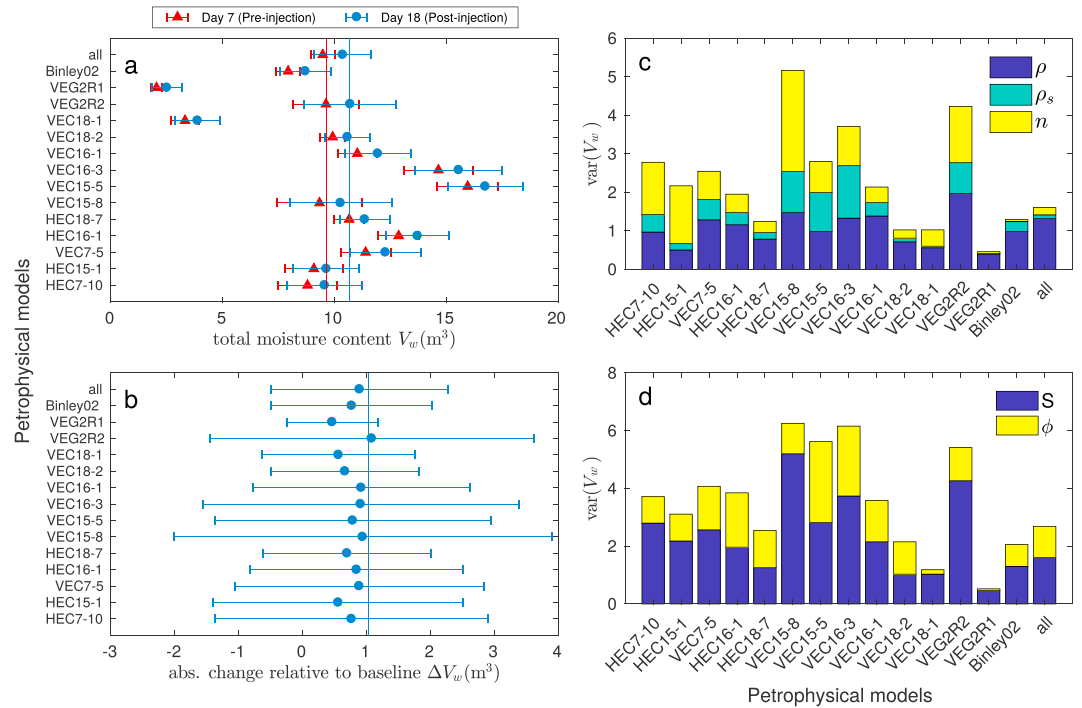 Day 7 (Pre-injection) Day 18 (Post-injection)
a
all
Binley02
VEG2R1
VEG2R2
VEC18-1
VEC18-2
VEC16-1
VEC16-3
VEC15-5
VEC15-8
HEC18-7
HEC16-1
VEC7-5
HEC15-1
HEC7-10
0 5 10 15 20
total moisture content V_w(m³)
Petrophysical models
b
all
Binley02
VEG2R1
VEG2R2
VEC18-1
VEC18-2
VEC16-1
VEC16-3
VEC15-5
VEC15-8
HEC18-7
HEC16-1
VEC7-5
HEC15-1
HEC7-10
-3 -2 -1 0 1 2 3 4
abs. change relative to baseline ΔV_w(m³)
c
6
5
4
3
2
1
0
var(V_w)
ρ
ρ_s
n
HEC7-10 HEC15-1 VEC7-5 HEC16-1 HEC18-7 VEC15-8 VEC15-5 VEC16-3 VEC16-1 VEC18-2 VEC18-1 VEG2R2 VEG2R1 Binley02 all
d
8
6
4
2
0
var(V_w)
S
ϕ
HEC7-10 HEC15-1 VEC7-5 HEC16-1 HEC18-7 VEC15-8 VEC15-5 VEC16-3 VEC16-1 VEC18-2 VEC18-1 VEG2R2 VEG2R1 Binley02 all
Petrophysical models